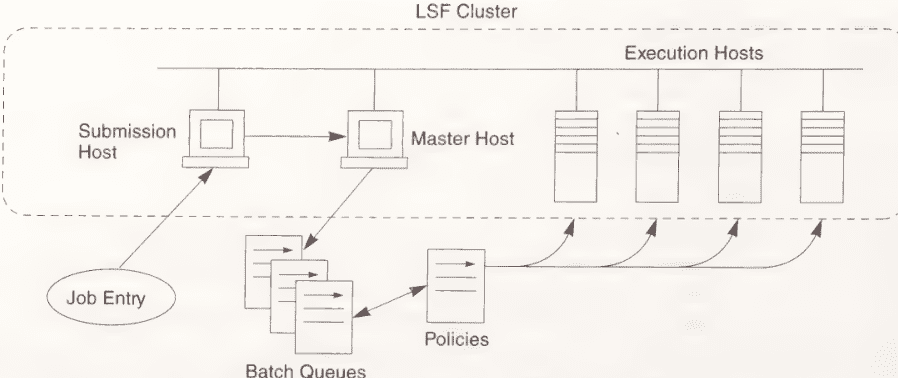 LSF Cluster
Execution Hosts
Submission
Host
Master Host
Job Entry
Policies
Batch Queues